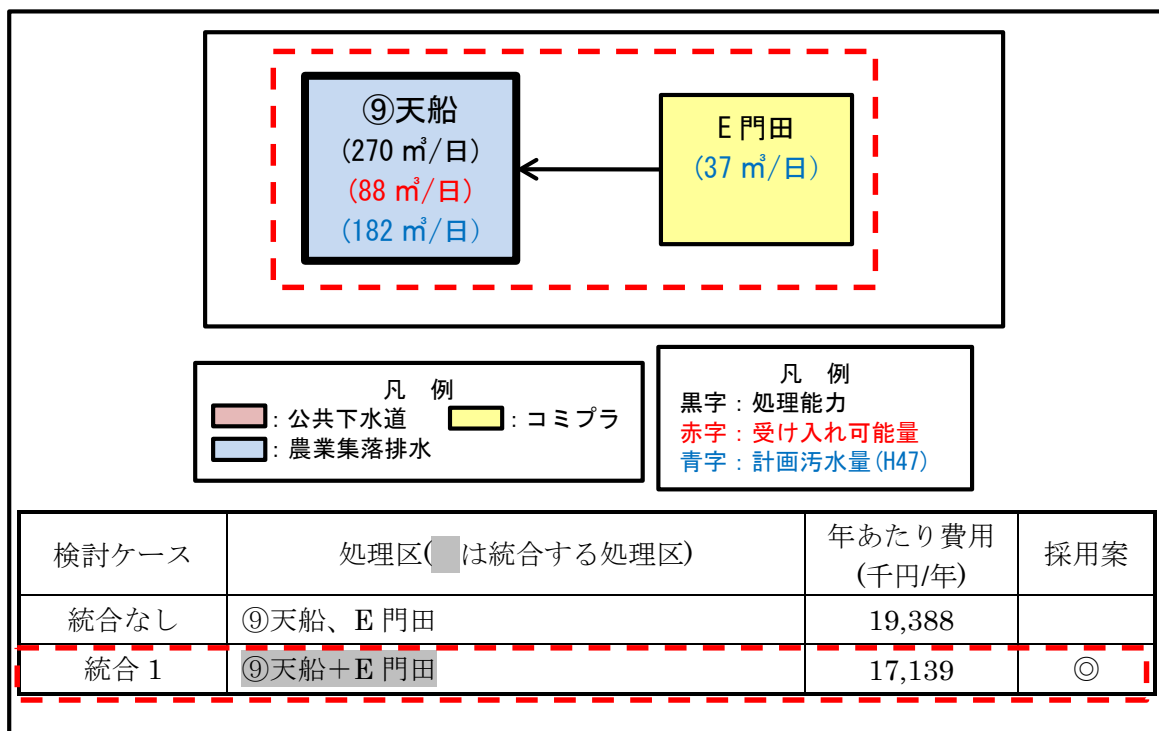 ⑨天船
(270 ㎥/日)
(88 ㎥/日)
(182 ㎥/日)
E 門田
(37 ㎥/日)
凡 例
：公共下水道 ：コミプラ
：農業集落排水
凡 例
黒字：処理能力
赤字：受け入れ可能量
青字：計画汚水量(H47)
検討ケース 処理区( は統合する処理区) 年あたり費用 (千円/年) 採用案
統合なし ⑨天船、E 門田 19,388
統合 1 ⑨天船＋E 門田 17,139 ◎